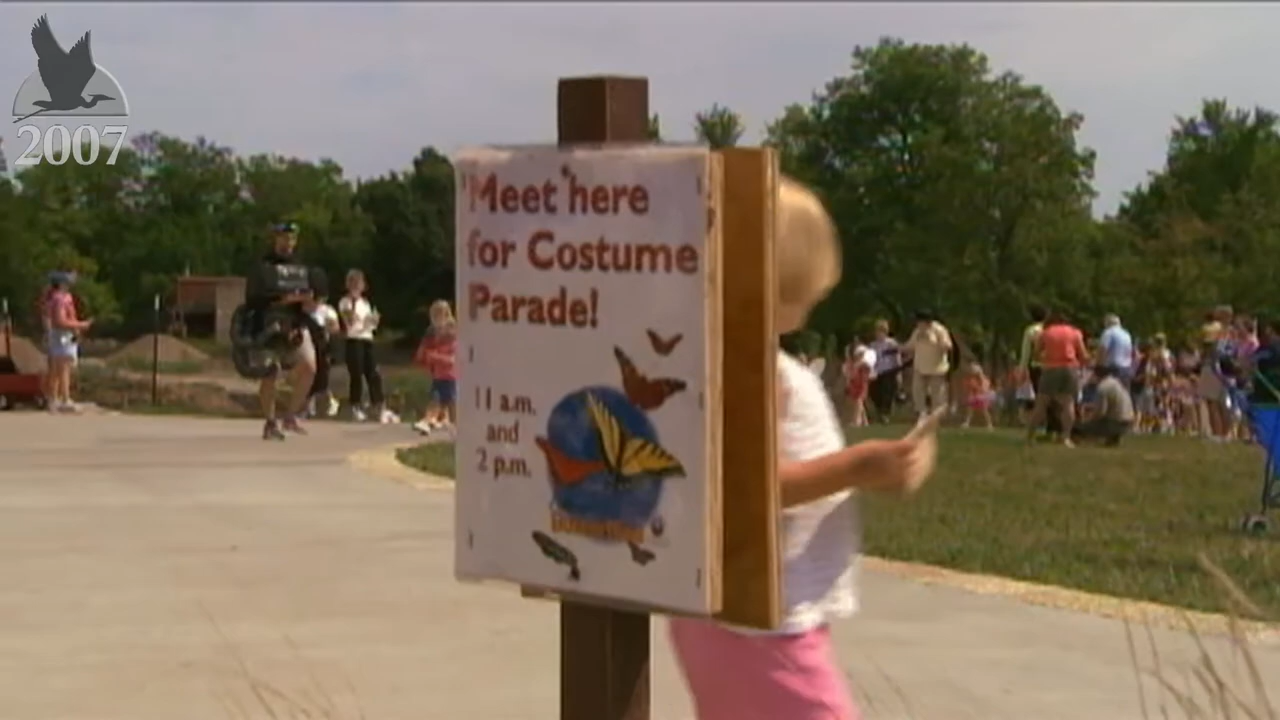 2007
Meet here
for Costume
Parade!
11 a.m.
and
2 p.m.